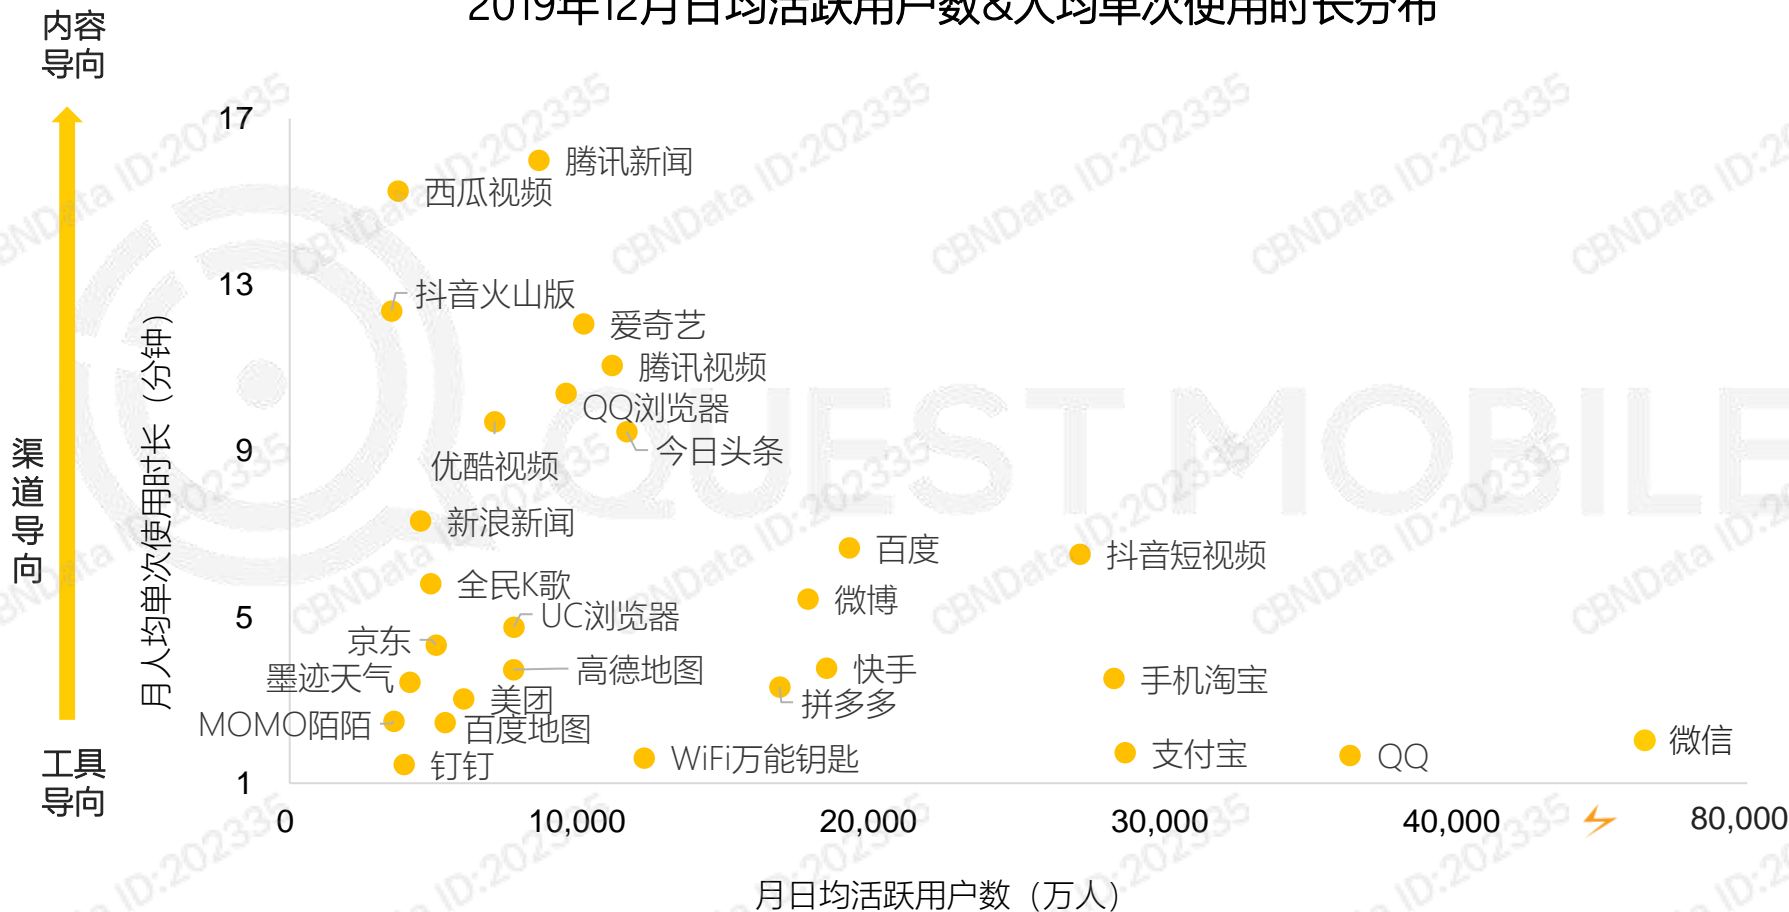 2019年12月日均活跃用户数&人均单次使用时长分布
内容
导向
17
腾讯新闻
西瓜视频
13
抖音火山版
爱奇艺
腾讯视频
QQ浏览器
9
今日头条
优酷视频
新浪新闻
百度
抖音短视频
全民K歌
微博
5
UC浏览器
京东
高德地图
快手
墨迹天气
手机淘宝
美团
拼多多
MOMO陌陌
百度地图
微信
钉钉
WiFi万能钥匙
支付宝
QQ
1
月人均单次使用时长（分钟）
渠道导向
工具
导向
0
10,000
20,000
30,000
40,000
80,000
月日均活跃用户数（万人）
QUEST MOBILE
CBNData ID:202335